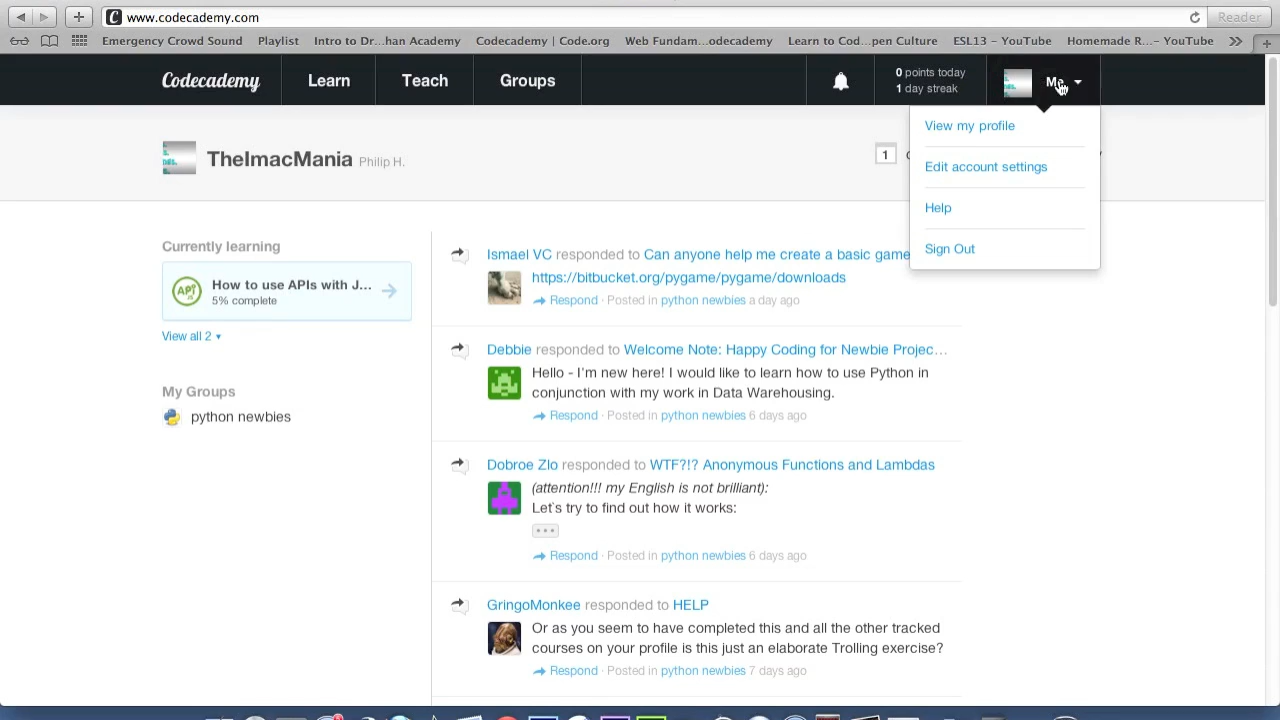 www.codecademy.com
Reader
Emergency Crowd Sound Playlist Intro to Dr...han Academy Codecademy | Code.org Web Fundam...odecademy Learn to Cod...pen Culture ESL13 – YouTube Homemade R...– YouTube
Codecademy Learn Teach Groups
0 points today
1 day streak
Me
View my profile
Edit account settings
Help
Sign Out
TheImacMania Philip H.
1
Currently learning
API
JS
How to use APIs with J...
5% complete
View all 2
My Groups
python newbies
Ismael VC responded to Can anyone help me create a basic game
https://bitbucket.org/pygame/pygame/downloads
Respond · Posted in python newbies a day ago
Debbie responded to Welcome Note: Happy Coding for Newbie Projec...
Hello - I'm new here! I would like to learn how to use Python in
conjunction with my work in Data Warehousing.
Respond · Posted in python newbies 6 days ago
Dobroe Zlo responded to WTF?!? Anonymous Functions and Lambdas
(attention!!! my English is not brilliant):
Let`s try to find out how it works:
Respond · Posted in python newbies 6 days ago
GringoMonkee responded to HELP
Or as you seem to have completed this and all the other tracked
courses on your profile is this just an elaborate Trolling exercise?
Respond · Posted in python newbies 7 days ago